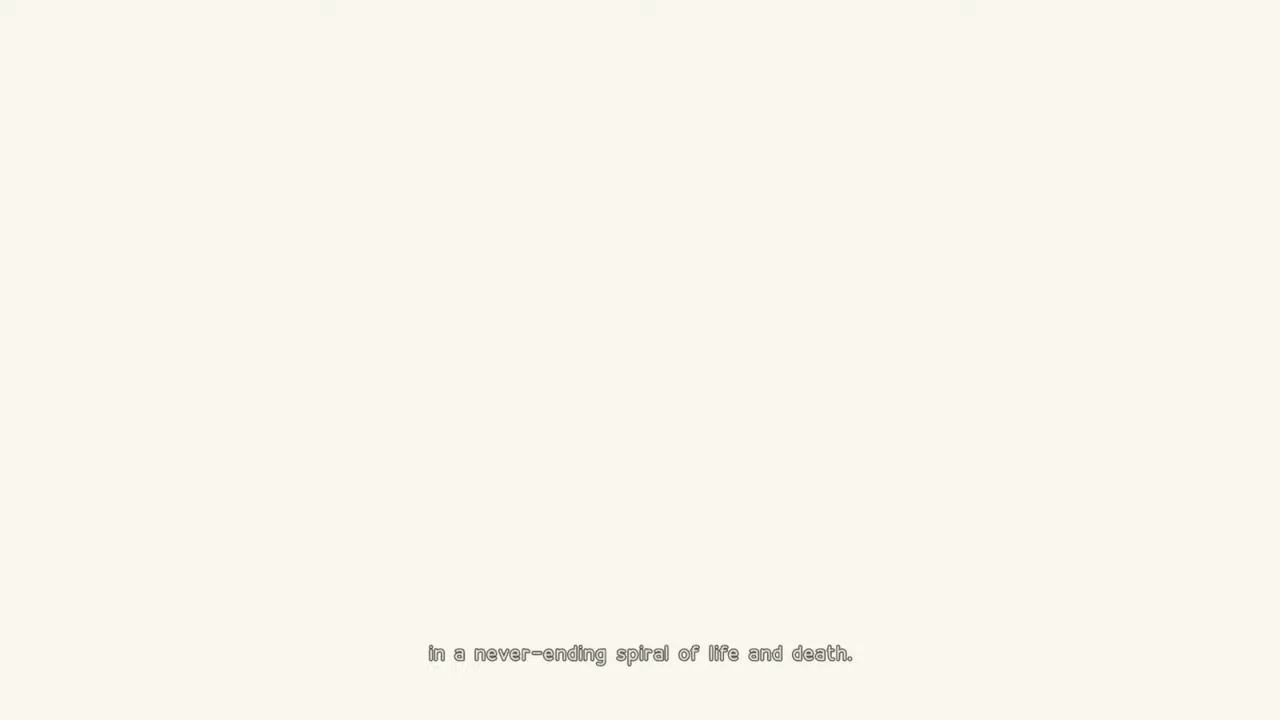 in a never-ending spiral of life and death.